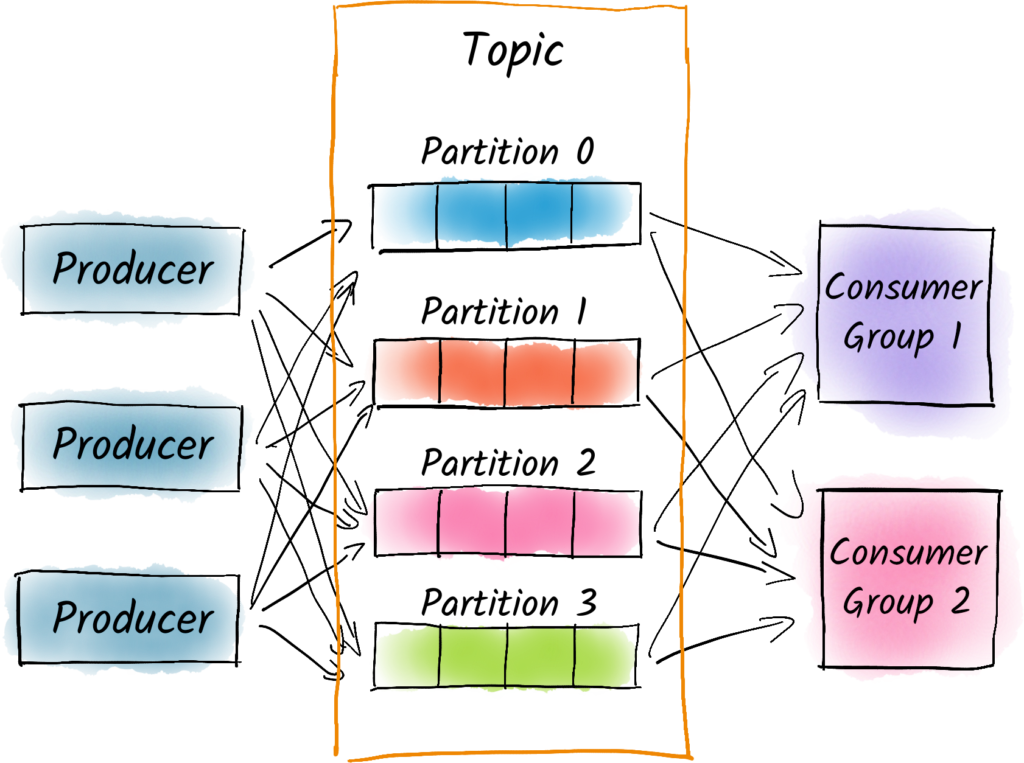 Topic
Partition 0
Producer
Consumer
Group 1
Partition 1
Producer
Partition 2
Consumer
Group 2
Producer
Partition 3